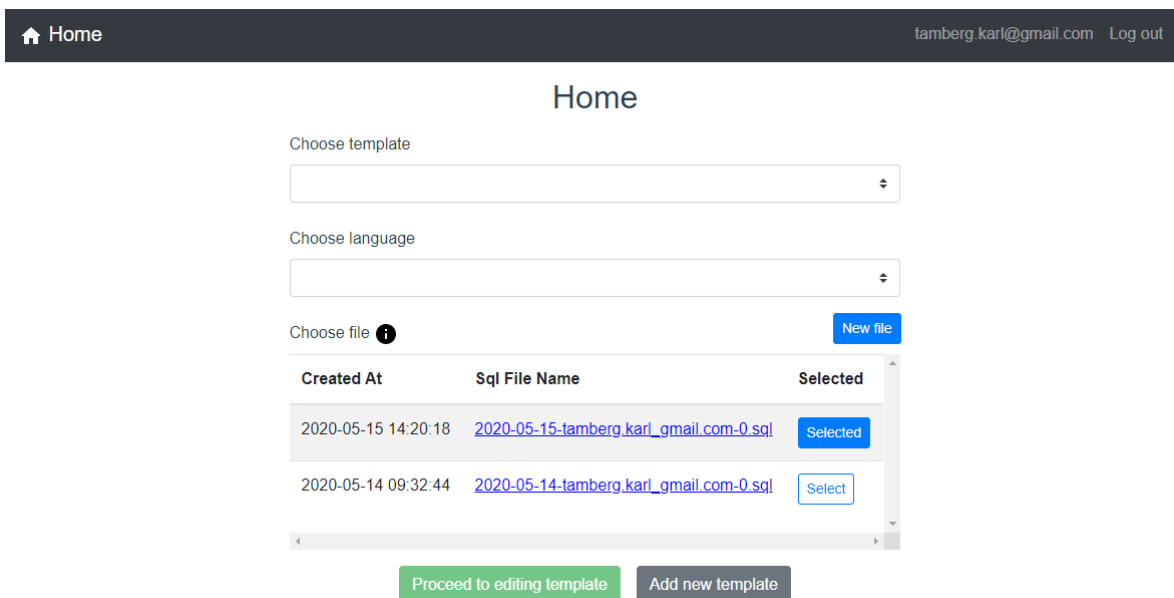 Home tamberg.karl@gmail.com Log out
Home
Choose template
Choose language
Choose file New file
Created At Sql File Name Selected
2020-05-15 14:20:18 2020-05-15-tamberg.karl_gmail.com-0.sql Selected
2020-05-14 09:32:44 2020-05-14-tamberg.karl_gmail.com-0.sql Select
Proceed to editing template Add new template